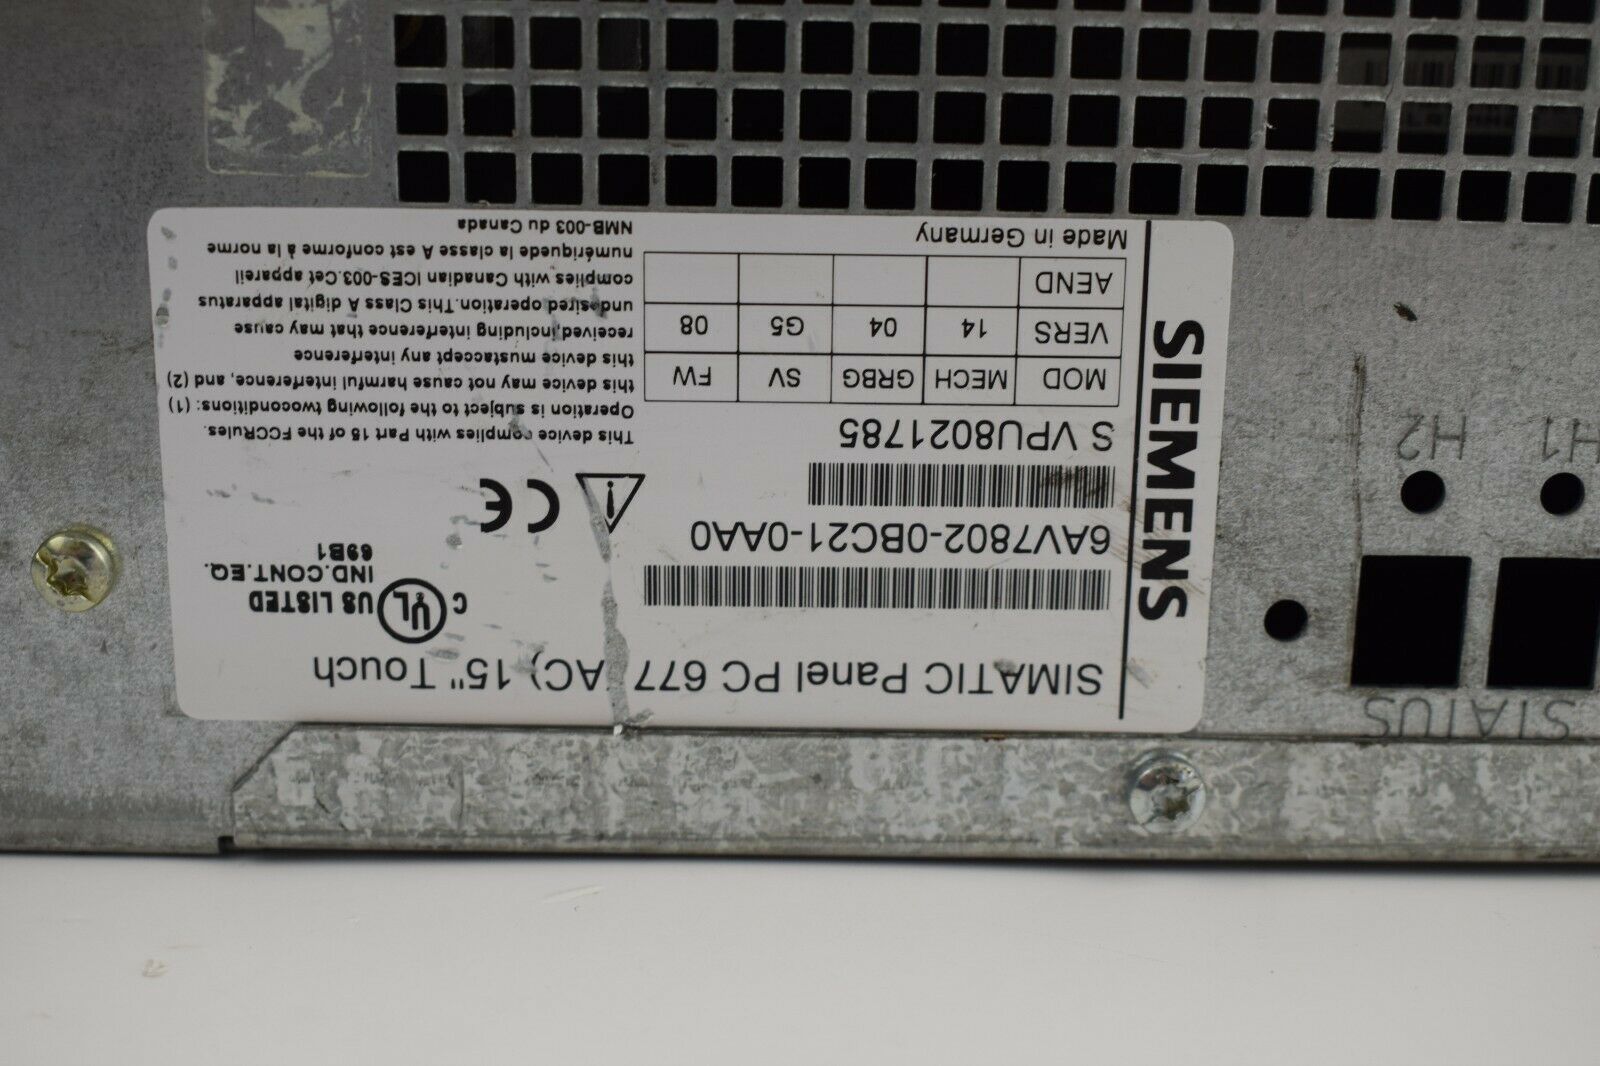 SIEMENS
SIMATIC Panel PC 677 (AC) 15" Touch
6AV7802-0BC21-0AA0
S VPU8021785
MOD MECH GRBG SV FW
VERS 14 04 G5 08
AEND
Made in Germany
C UL US LISTED
IND.CONT.EQ.
69B1
CE
This device complies with Part 15 of the FCCRules.
Operation is subject to the following twoconditions: (1)
this device may not cause harmful interference, and (2)
this device mustaccept any interference
received,including interference that may cause
undesired operation.This Class A digital apparatus
complies with Canadian ICES-003.Cet appareil
numériquede la classe A est conforme à la norme
NMB-003 du Canada
STATUS
H1
H2